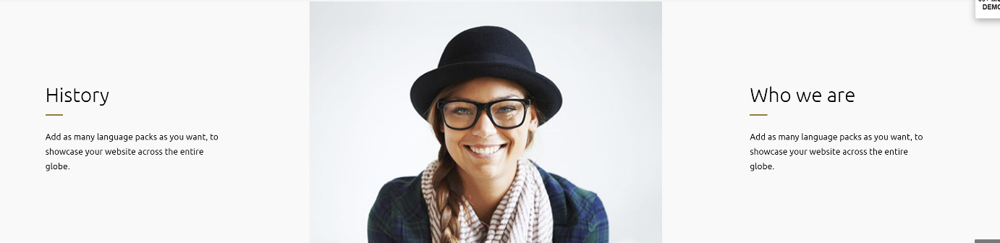 History
Add as many language packs as you want, to
showcase your website across the entire
globe.
Who we are
Add as many language packs as you want, to
showcase your website across the entire
globe.
DEMO